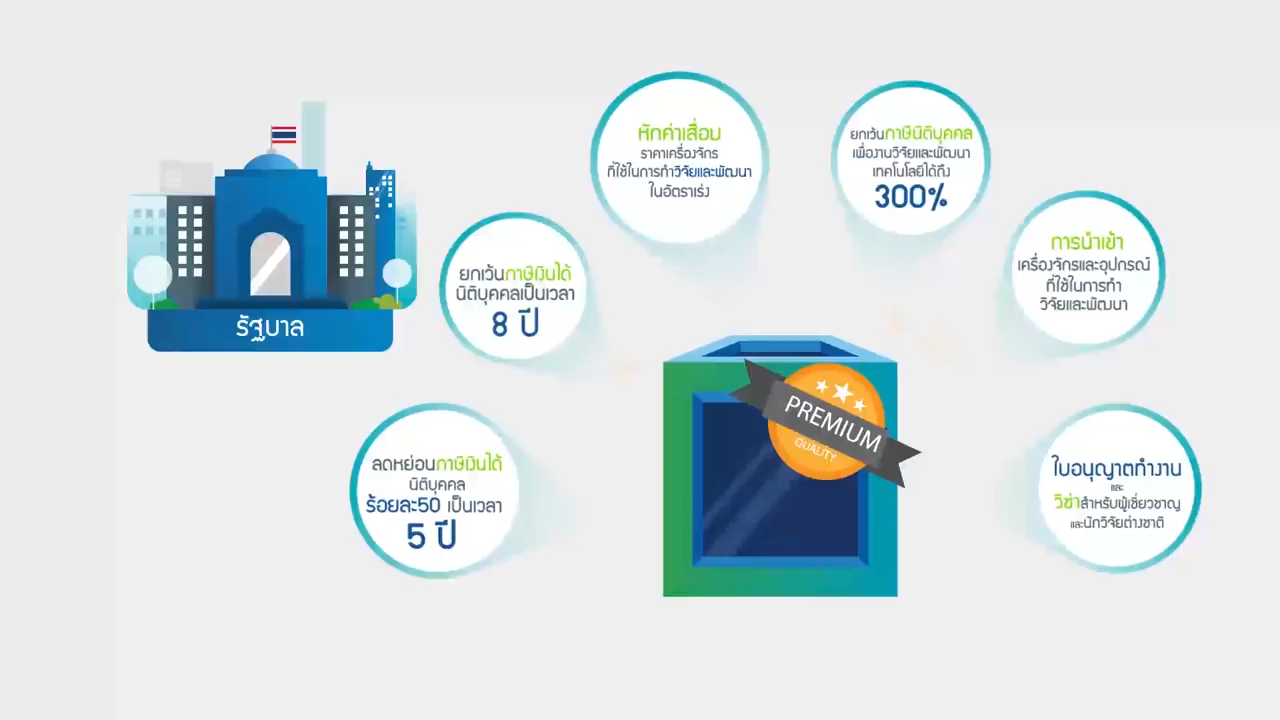 รัฐบาล
ลดหย่อนภาษีเงินได้
นิติบุคคล
ร้อยละ50 เป็นเวลา
5 ปี
ยกเว้นภาษีเงินได้
นิติบุคคลเป็นเวลา
8 ปี
หักค่าเสื่อม
ราคาเครื่องจักร
ที่ใช้ในการทำวิจัยและพัฒนา
ในอัตราเร่ง
ยกเว้นภาษีนิติบุคคล
เพื่องานวิจัยและพัฒนา
เทคโนโลยีได้ถึง
300%
การนำเข้า
เครื่องจักรและอุปกรณ์
ที่ใช้ในการทำ
วิจัยและพัฒนา
ใบอนุญาตทำงาน
และ
วีซ่าสำหรับผู้เชี่ยวชาญ
และนักวิจัยต่างชาติ
PREMIUM
QUALITY